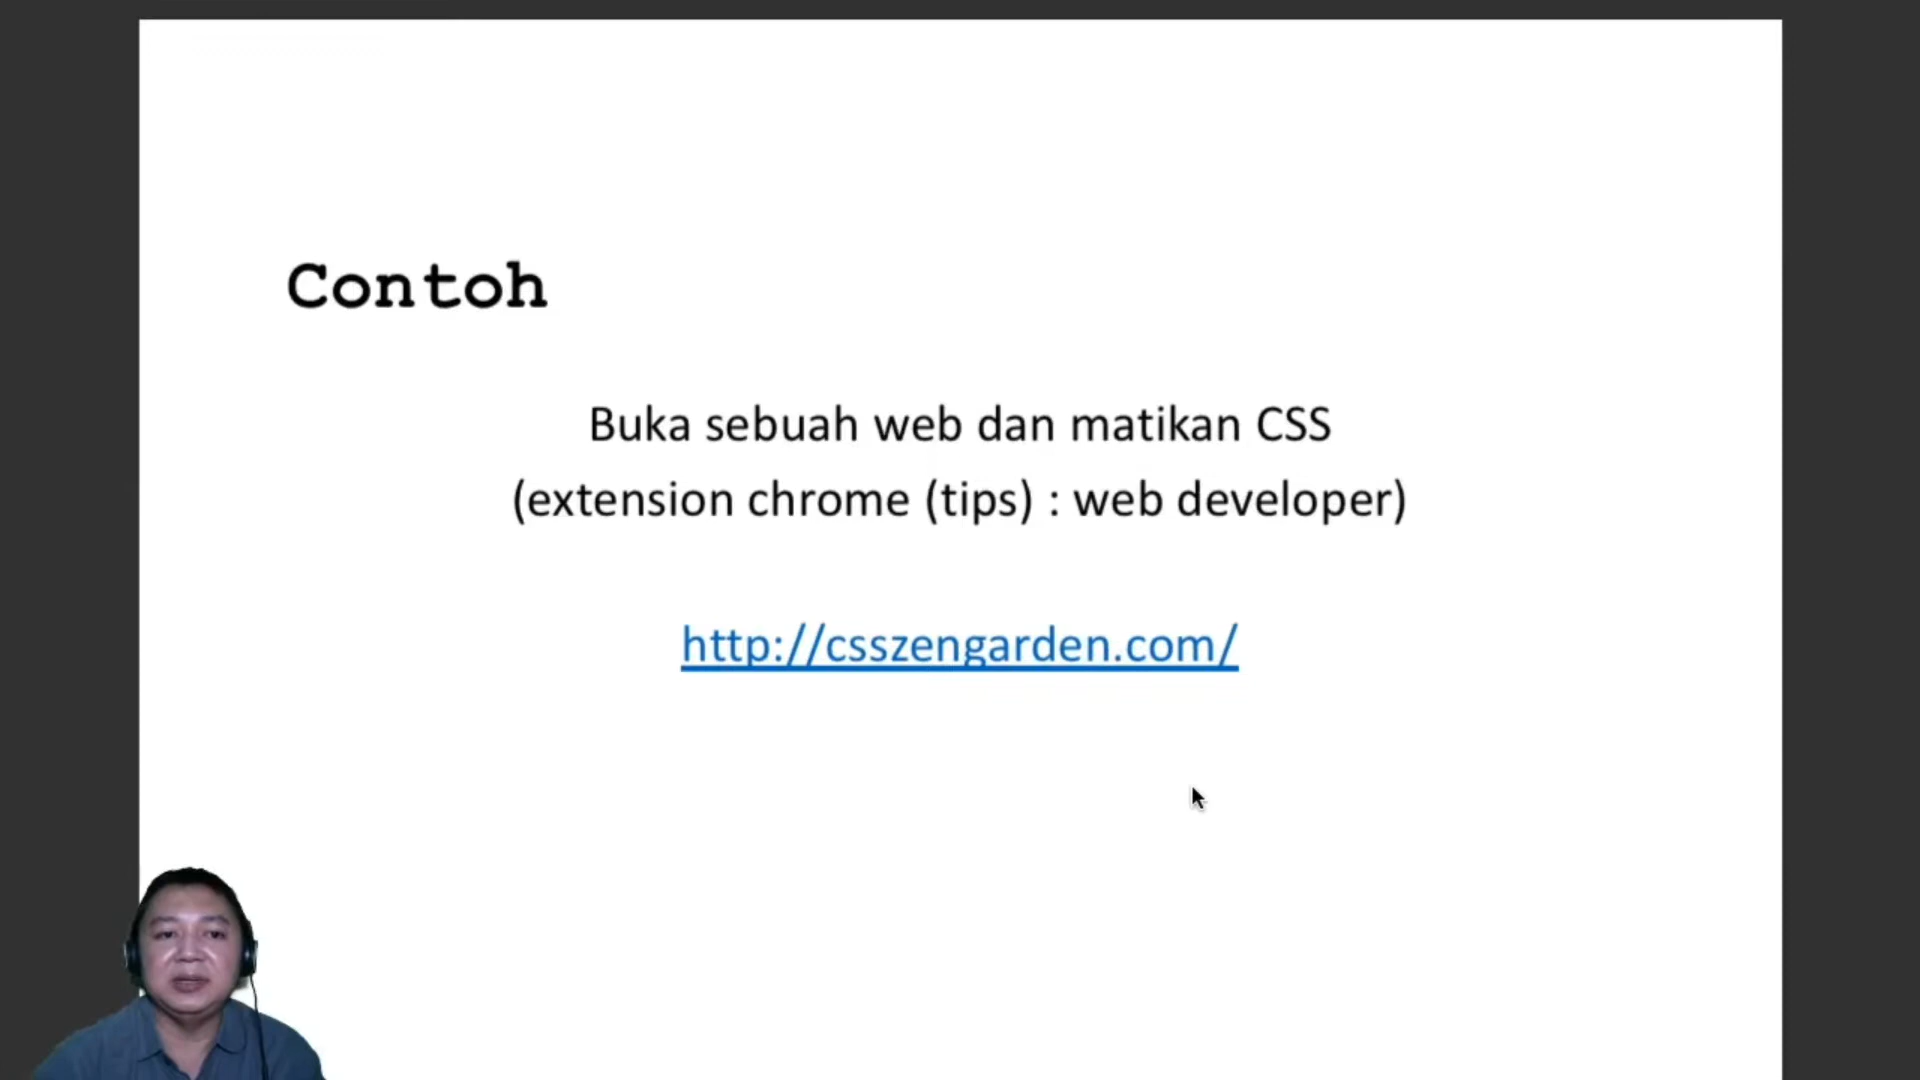 Contoh
Buka sebuah web dan matikan CSS
(extension chrome (tips) : web developer)
http://csszengarden.com/